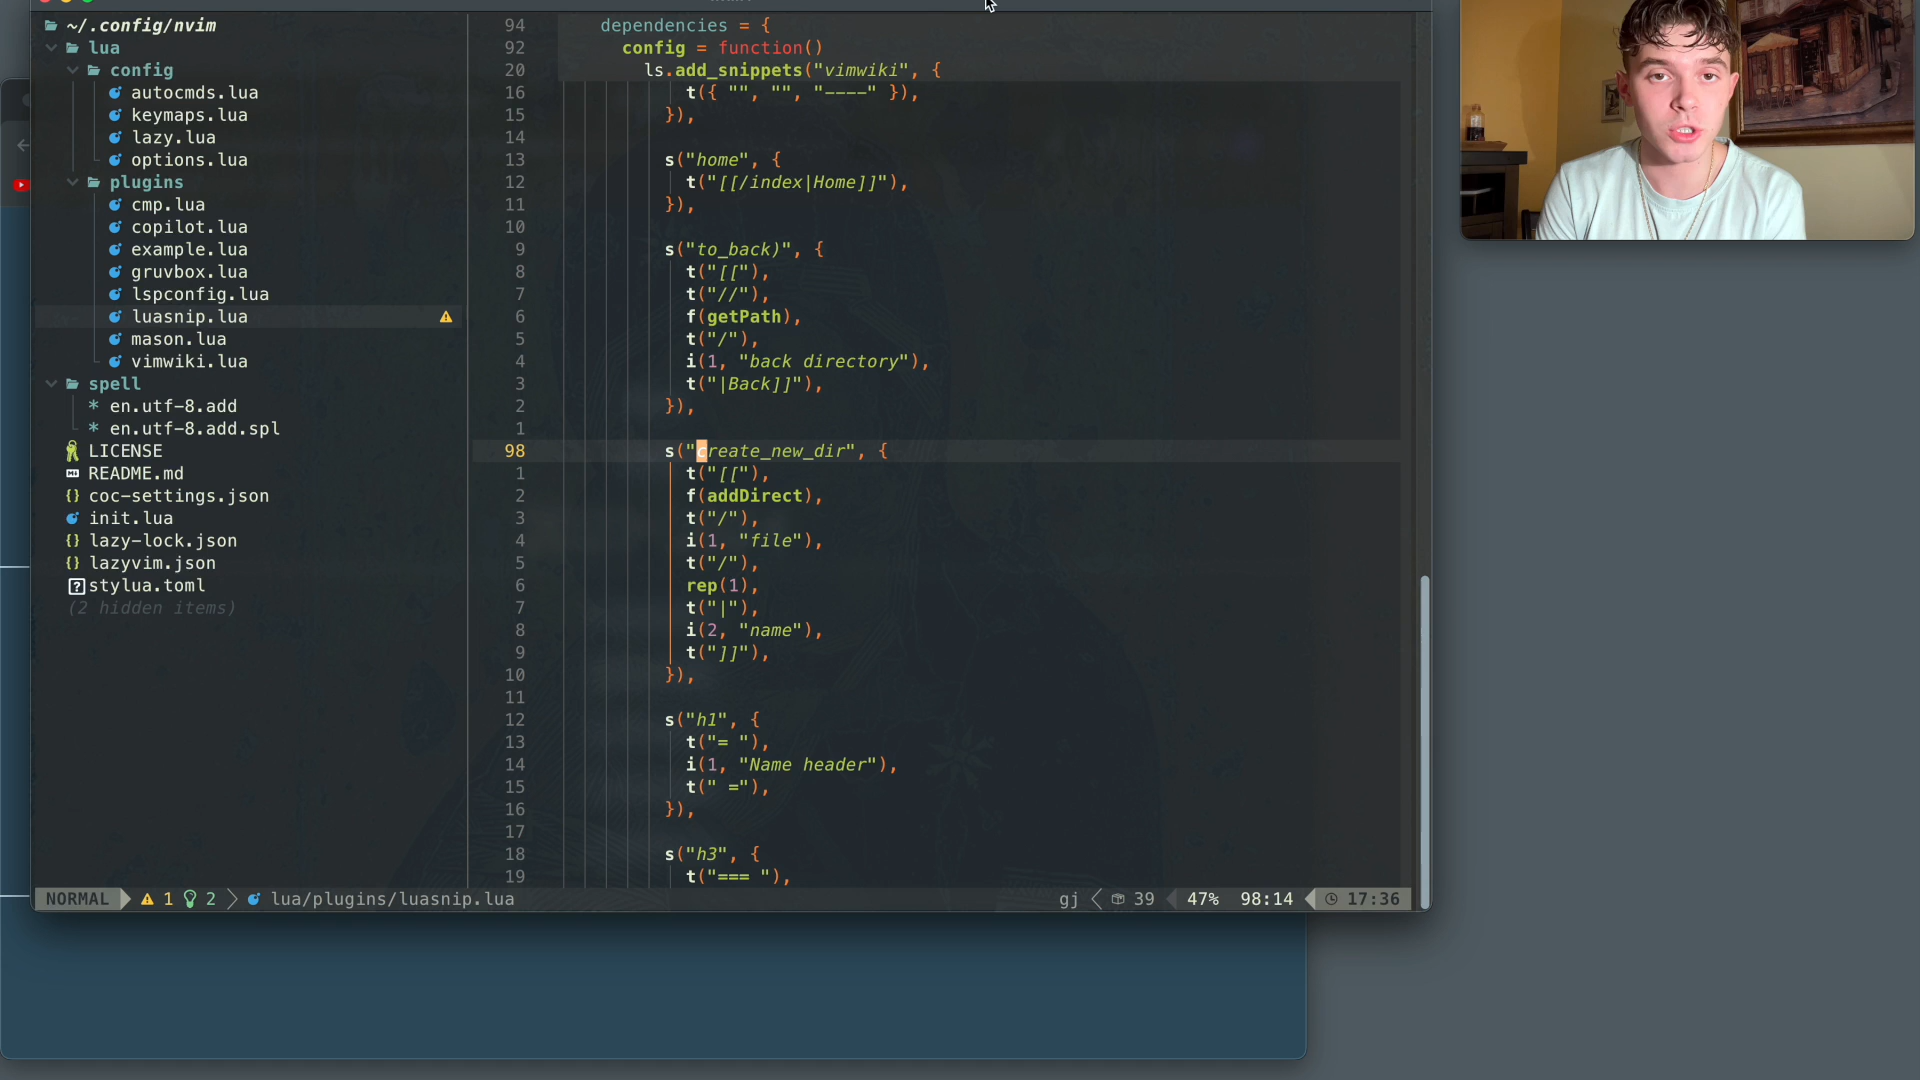 ~/.config/nvim
lua
config
autocmds.lua
keymaps.lua
lazy.lua
options.lua
plugins
cmp.lua
copilot.lua
example.lua
gruvbox.lua
lspconfig.lua
luasnip.lua
mason.lua
vimwiki.lua
spell
* en.utf-8.add
* en.utf-8.add.spl
LICENSE
README.md
{} coc-settings.json
init.lua
{} lazy-lock.json
{} lazyvim.json
? stylua.toml
(2 hidden items)
94 dependencies = {
92 config = function()
20 ls.add_snippets("vimwiki", {
16 t({ "", "", "----" }),
15 }),
14
13 s("home", {
12 t("[[/index|Home]]"),
11 }),
10
9 s("to_back)", {
8 t("[["),
7 t("//"),
6 f(getPath),
5 t("/"),
4 i(1, "back directory"),
3 t("|Back]]"),
2 }),
1
98 s("create_new_dir", {
1 t("[["),
2 f(addDirect),
3 t("/"),
4 i(1, "file"),
5 t("/"),
6 rep(1),
7 t("|"),
8 i(2, "name"),
9 t("]]"),
10 }),
11
12 s("h1", {
13 t("= "),
14 i(1, "Name header"),
15 t(" ="),
16 }),
17
18 s("h3", {
19 t("=== "),
NORMAL 1 2 lua/plugins/luasnip.lua gj 39 47% 98:14 17:36